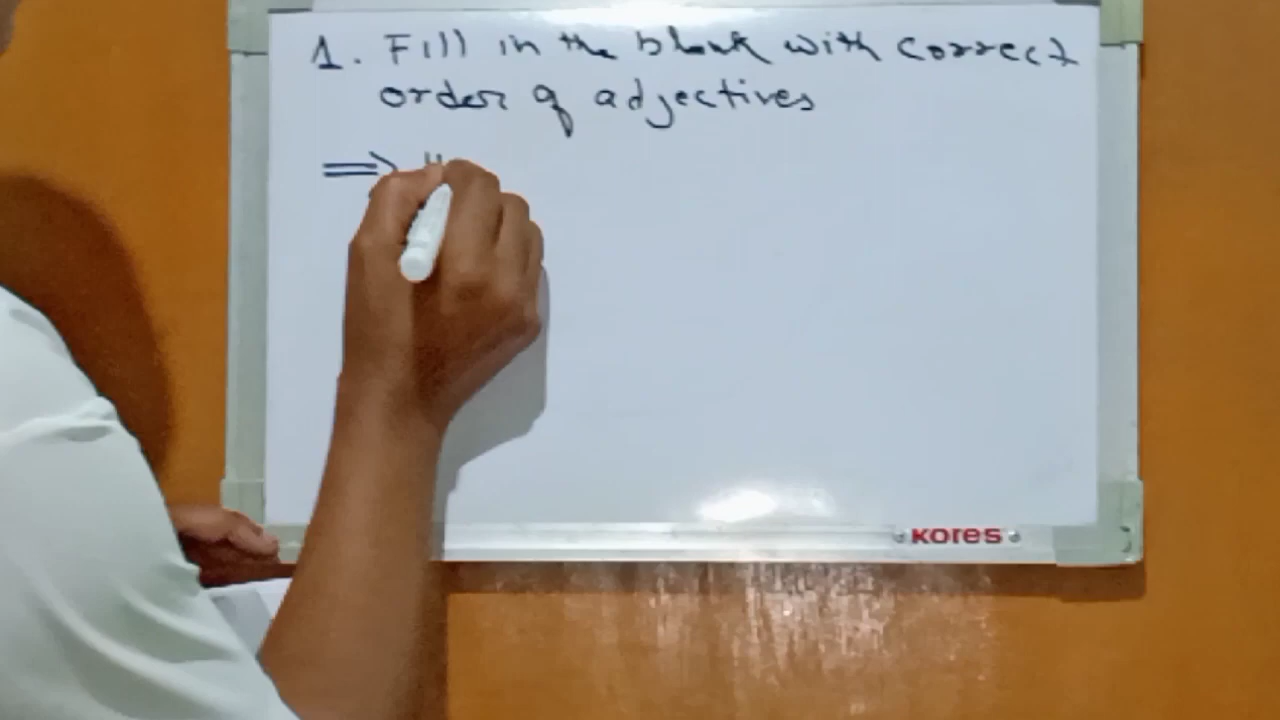 1. Fill in the blank with correct
order of adjectives
⇒ "
Kores